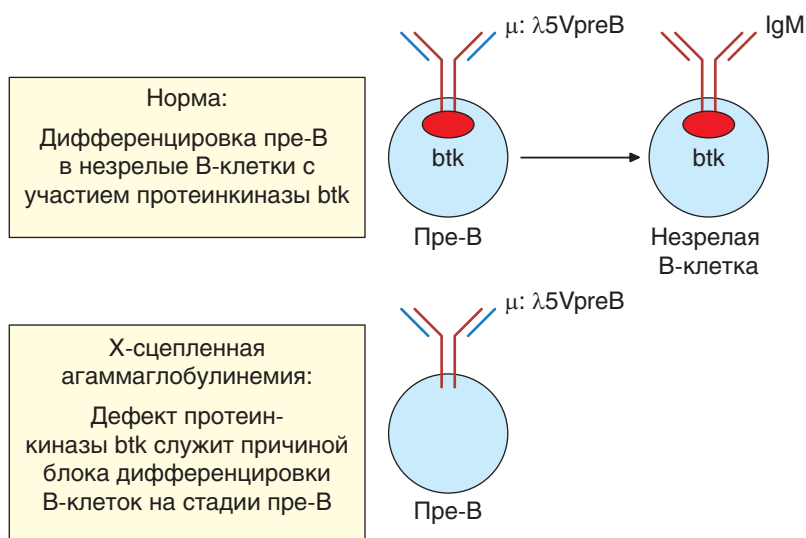 μ: λ5VpreB
IgM
Норма:
Дифференцировка пре-В
в незрелые В-клетки с
участием протеинкиназы btk
btk
btk
Пре-В
Незрелая
В-клетка
μ: λ5VpreB
Х-сцепленная
агаммаглобулинемия:
Дефект протеин-
киназы btk служит причиной
блока дифференцировки
В-клеток на стадии пре-В
Пре-В